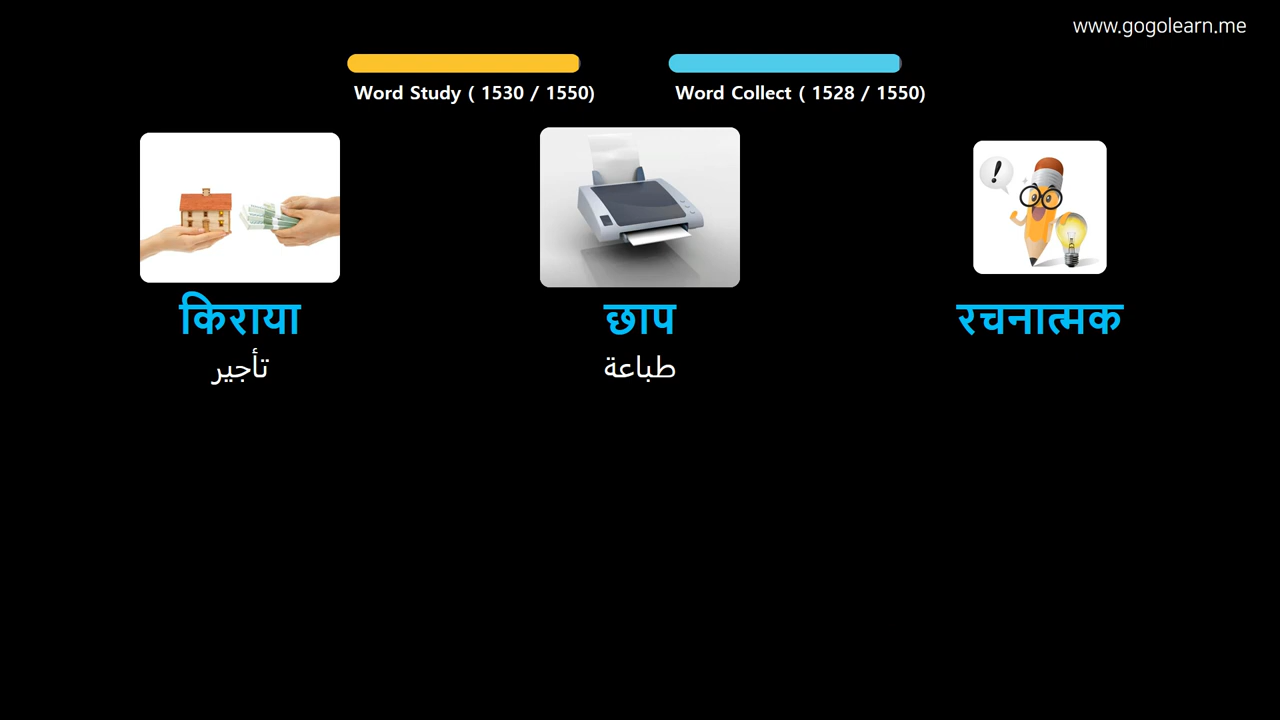 www.gogolearn.me
Word Study ( 1530 / 1550)
Word Collect ( 1528 / 1550)
किराया
छाप
रचनात्मक
تأجير
طباعة